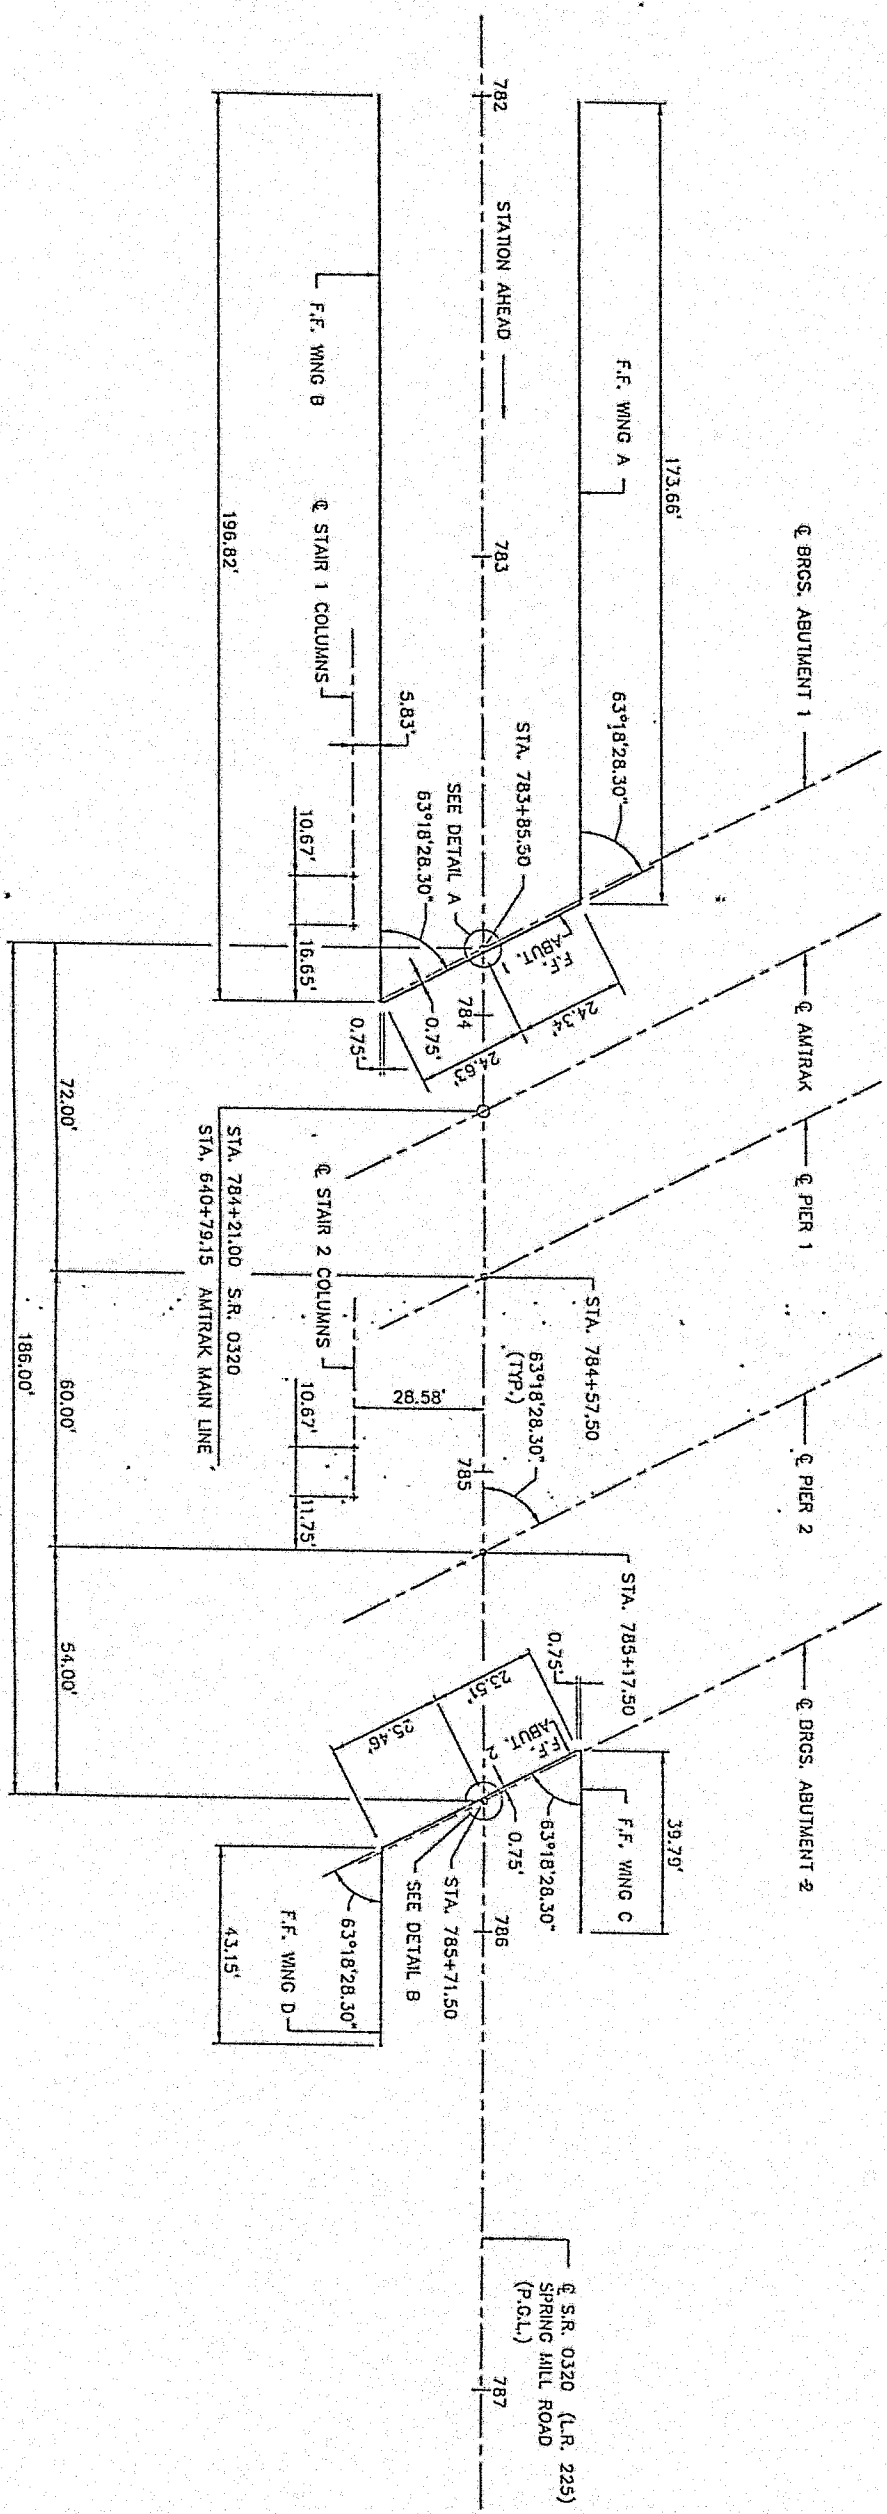 ℄ BRGS. ABUTMENT 1
℄ AMTRAK
℄ PIER 1
℄ PIER 2
℄ BRGS. ABUTMENT 2
173.66'
39.79'
F.F. WING A
63°18'28.30"
STA. 784+57.50
STA. 785+17.50
0.75'
F.F. WING C
℄ S.R. 0320 (L.R. 225)
SPRING MILL ROAD
(P.G.L.)
STATION AHEAD
STA. 783+85.50
F.F.
ABUT. 1
24.34'
63°18'28.30"
(TYP.)
23.51'
F.F.
ABUT. 2
63°18'28.30"
0.75'
782
783
784
785
786
787
SEE DETAIL A
63°18'28.30"
0.75'
24.63'
25.46'
STA. 785+71.50
SEE DETAIL B
5.83'
28.58'
0.75'
63°18'28.30"
F.F. WING B
℄ STAIR 1 COLUMNS
10.67'
16.65'
℄ STAIR 2 COLUMNS
10.67'
11.75'
F.F. WING D
196.82'
STA. 784+21.00 S.R. 0320
STA. 640+79.15 AMTRAK MAIN LINE
43.15'
72.00'
60.00'
54.00'
186.00'